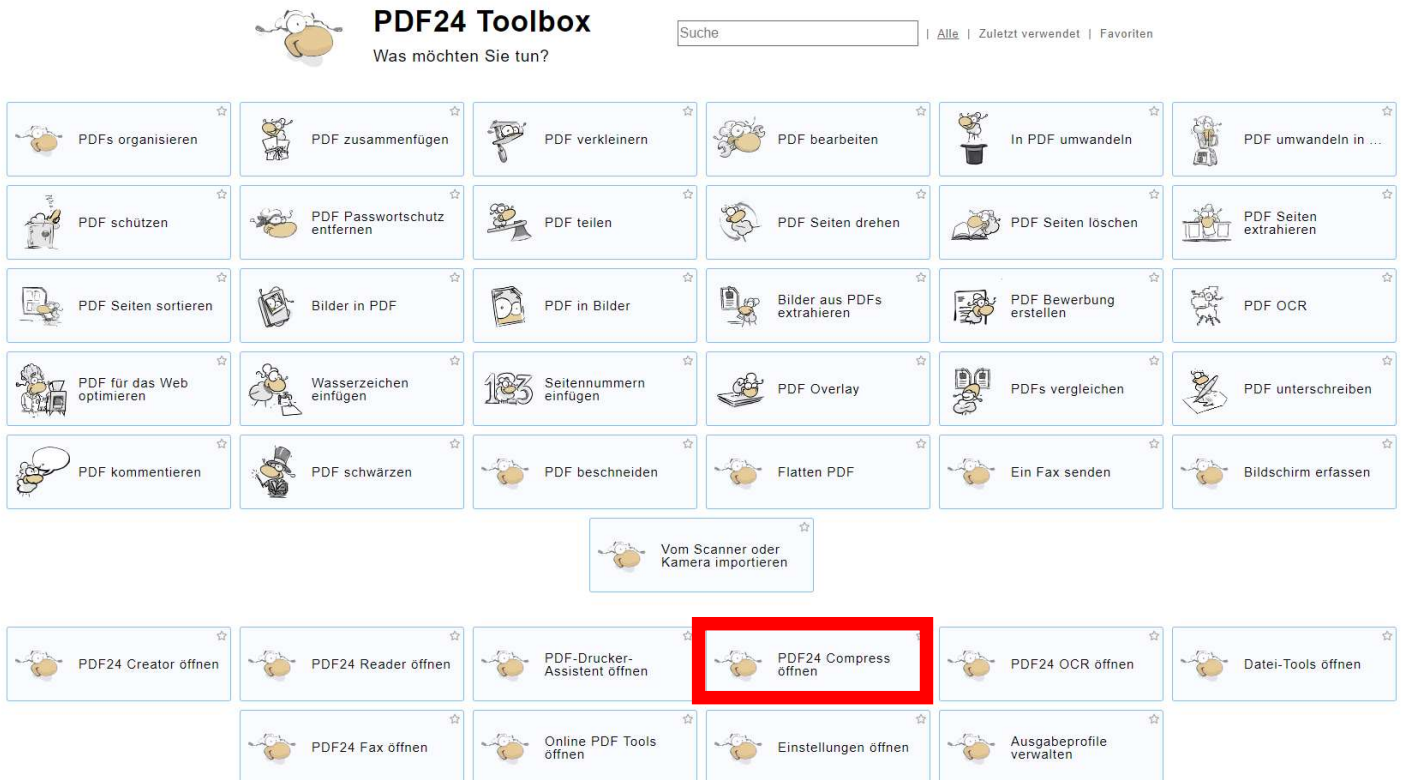 PDF24 Toolbox
Was möchten Sie tun?
Suche
| Alle | Zuletzt verwendet | Favoriten
PDFs organisieren
PDF zusammenfügen
PDF verkleinern
PDF bearbeiten
In PDF umwandeln
PDF umwandeln in ...
PDF schützen
PDF Passwortschutz
entfernen
PDF teilen
PDF Seiten drehen
PDF Seiten löschen
PDF Seiten
extrahieren
PDF Seiten sortieren
Bilder in PDF
PDF in Bilder
Bilder aus PDFs
extrahieren
PDF Bewerbung
erstellen
PDF OCR
PDF für das Web
optimieren
Wasserzeichen
einfügen
123
Seitennummern
einfügen
PDF Overlay
PDFs vergleichen
PDF unterschreiben
PDF kommentieren
PDF schwärzen
PDF beschneiden
Flatten PDF
Ein Fax senden
Bildschirm erfassen
Vom Scanner oder
Kamera importieren
PDF24 Creator öffnen
PDF24 Reader öffnen
PDF-Drucker-
Assistent öffnen
PDF24 Compress
öffnen
PDF24 OCR öffnen
Datei-Tools öffnen
PDF24 Fax öffnen
Online PDF Tools
öffnen
Einstellungen öffnen
Ausgabeprofile
verwalten